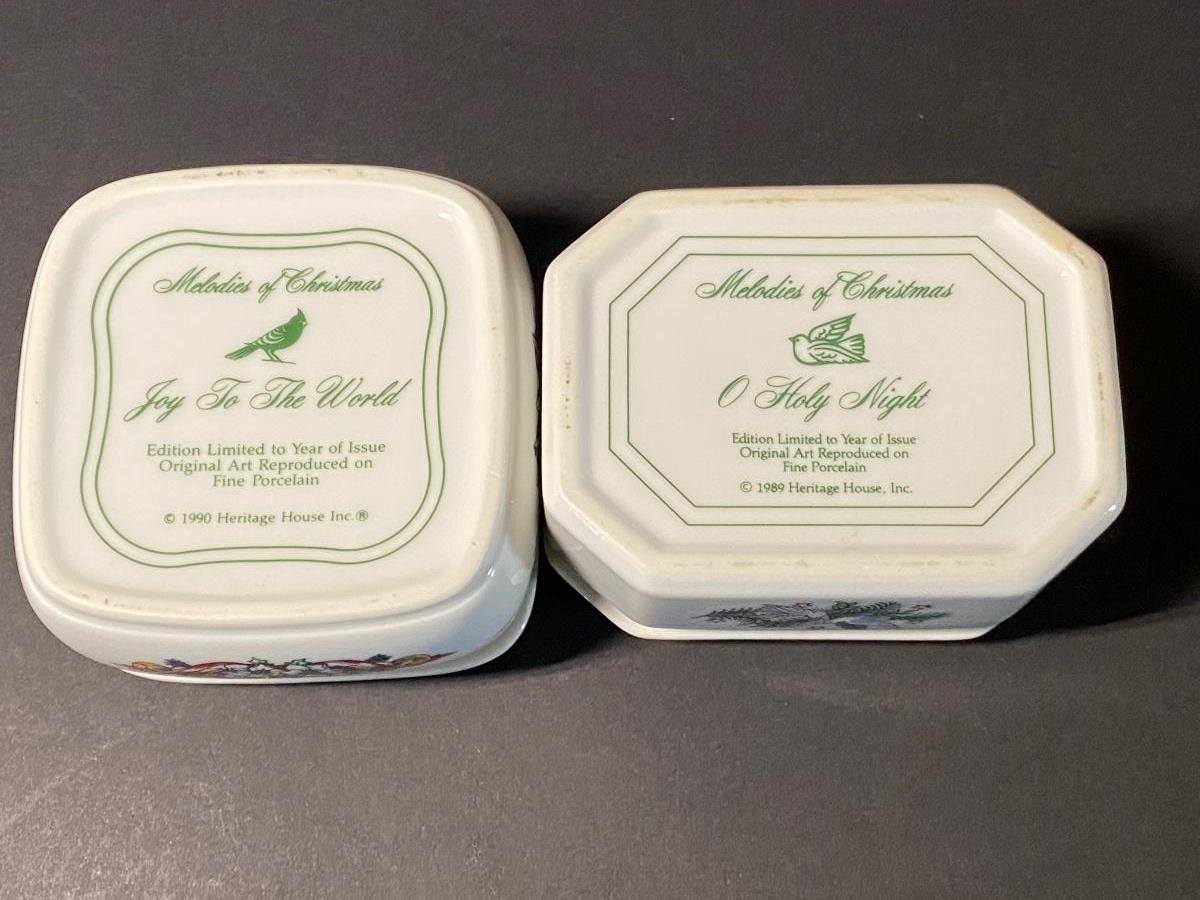 Melodies of Christmas
Joy To The World
Edition Limited to Year of Issue
Original Art Reproduced on
Fine Porcelain
© 1990 Heritage House Inc.®
Melodies of Christmas
O Holy Night
Edition Limited to Year of Issue
Original Art Reproduced on
Fine Porcelain
© 1989 Heritage House, Inc.